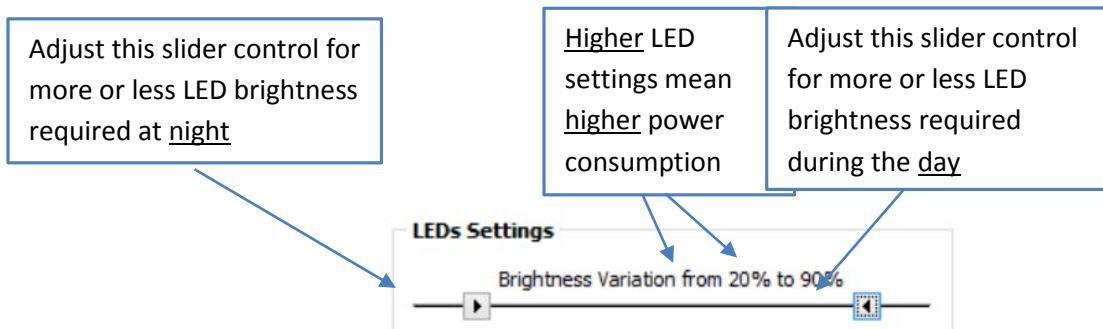 Adjust this slider control for
more or less LED brightness
required at night
Higher LED
settings mean
higher power
consumption
Adjust this slider control
for more or less LED
brightness required
during the day
LEDs Settings
Brightness Variation from 20% to 90%